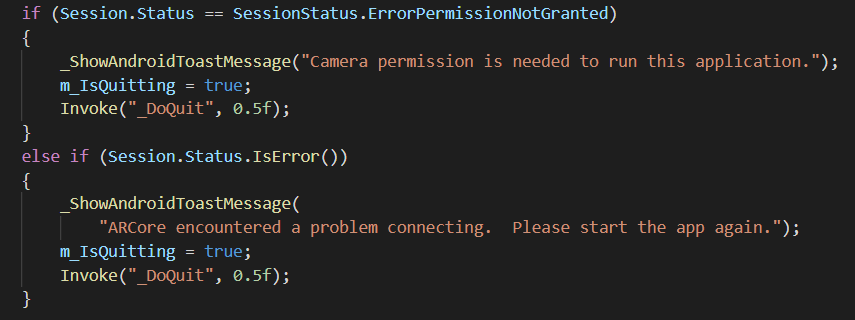 if (Session.Status == SessionStatus.ErrorPermissionNotGranted)
{
    _ShowAndroidToastMessage("Camera permission is needed to run this application.");
    m_IsQuitting = true;
    Invoke("_DoQuit", 0.5f);
}
else if (Session.Status.IsError())
{
    _ShowAndroidToastMessage(
        "ARCore encountered a problem connecting.  Please start the app again.");
    m_IsQuitting = true;
    Invoke("_DoQuit", 0.5f);
}